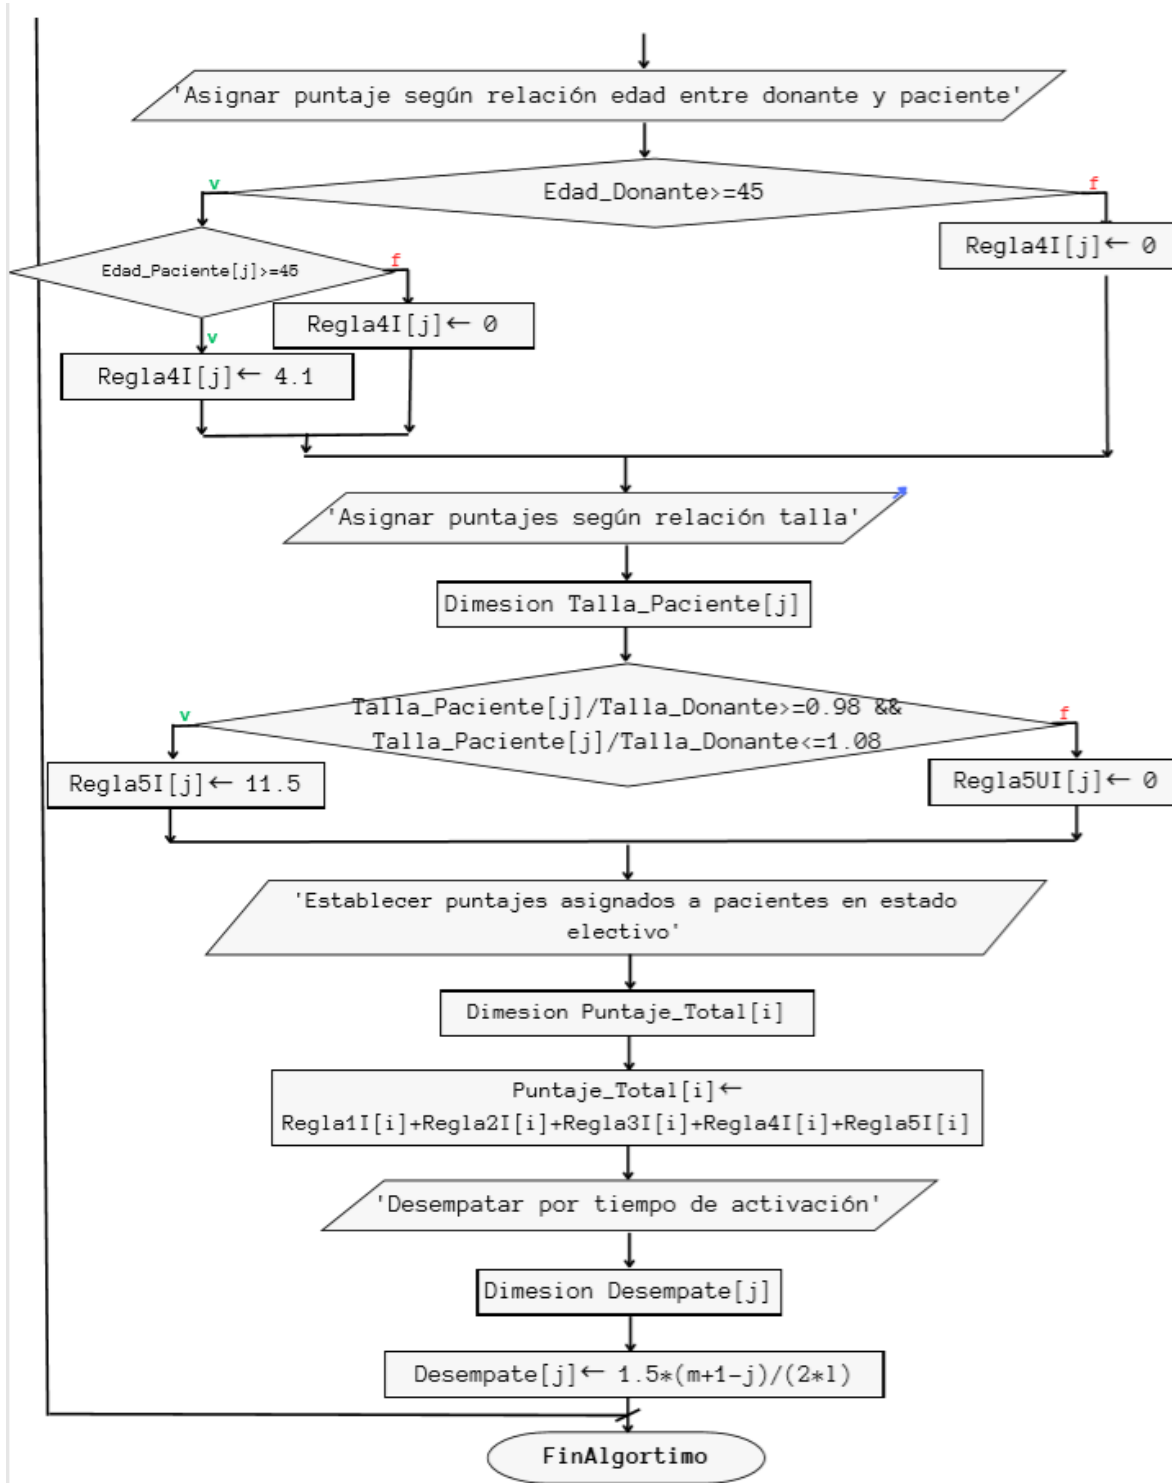 'Asignar puntaje según relación edad entre donante y paciente'
v
Edad_Donante>=45
f
Regla4I[j]← 0
Edad_Paciente[j]>=45
f
Regla4I[j]← 0
v
Regla4I[j]← 4.1
'Asignar puntajes según relación talla'
Dimesion Talla_Paciente[j]
v
Talla_Paciente[j]/Talla_Donante>=0.98 &&
Talla_Paciente[j]/Talla_Donante<=1.08
f
Regla5I[j]← 11.5
Regla5UI[j]← 0
'Establecer puntajes asignados a pacientes en estado
electivo'
Dimesion Puntaje_Total[i]
Puntaje_Total[i]←
Regla1I[i]+Regla2I[i]+Regla3I[i]+Regla4I[i]+Regla5I[i]
'Desempatar por tiempo de activación'
Dimesion Desempate[j]
Desempate[j]← 1.5*(m+1-j)/(2*l)
FinAlgortimo